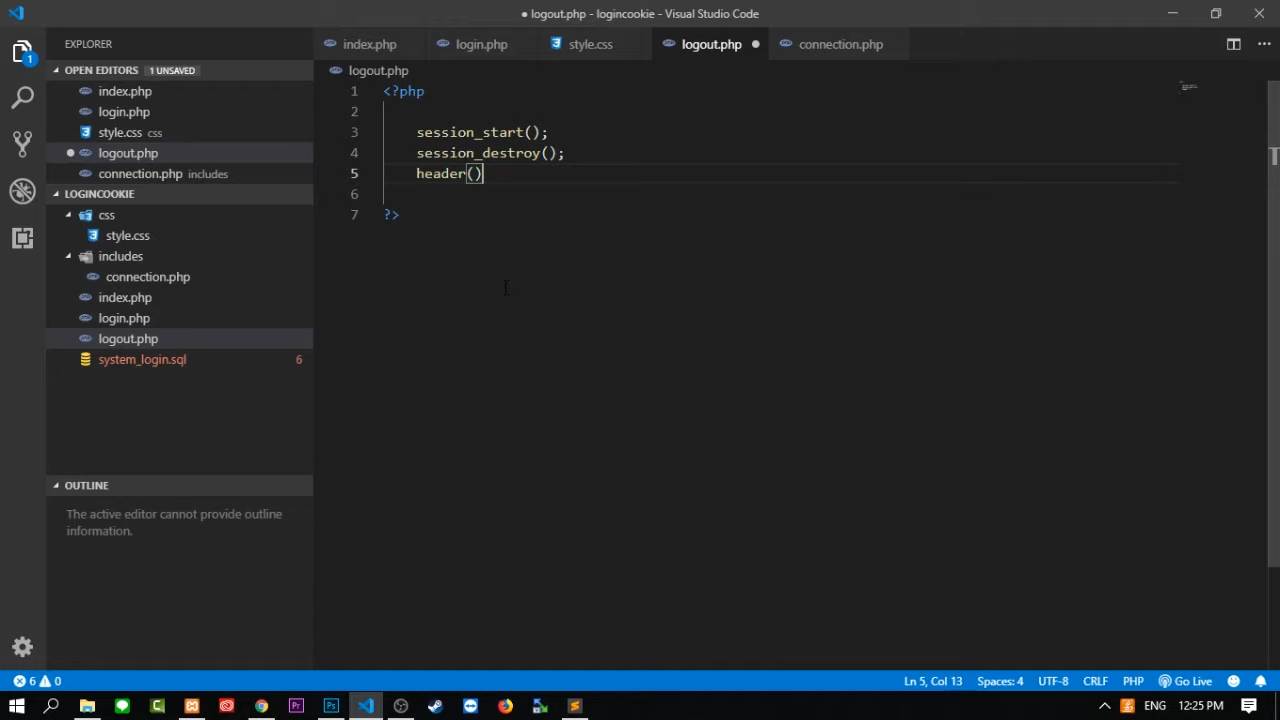 ● logout.php - logincookie - Visual Studio Code
EXPLORER
index.php
login.php
style.css
logout.php
connection.php
OPEN EDITORS 1 UNSAVED
logout.php
index.php
login.php
style.css css
logout.php
connection.php includes
LOGINCOOKIE
css
style.css
includes
connection.php
index.php
login.php
logout.php
system_login.sql 6
1 <?php
2
3 session_start();
4 session_destroy();
5 header()
6
7 ?>
OUTLINE
The active editor cannot provide outline
information.
1
6 0
Ln 5, Col 13
Spaces: 4
UTF-8
CRLF
PHP
Go Live
ENG
12:25 PM